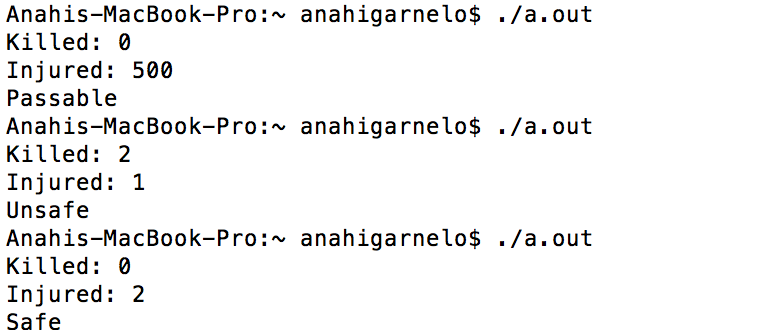 Anahis-MacBook-Pro:~ anahigarnelo$ ./a.out
Killed: 0
Injured: 500
Passable
Anahis-MacBook-Pro:~ anahigarnelo$ ./a.out
Killed: 2
Injured: 1
Unsafe
Anahis-MacBook-Pro:~ anahigarnelo$ ./a.out
Killed: 0
Injured: 2
Safe